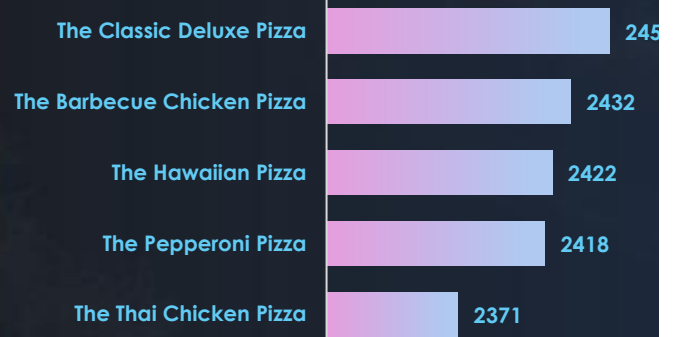 The Classic Deluxe Pizza 245
The Barbecue Chicken Pizza 2432
The Hawaiian Pizza 2422
The Pepperoni Pizza 2418
The Thai Chicken Pizza 2371